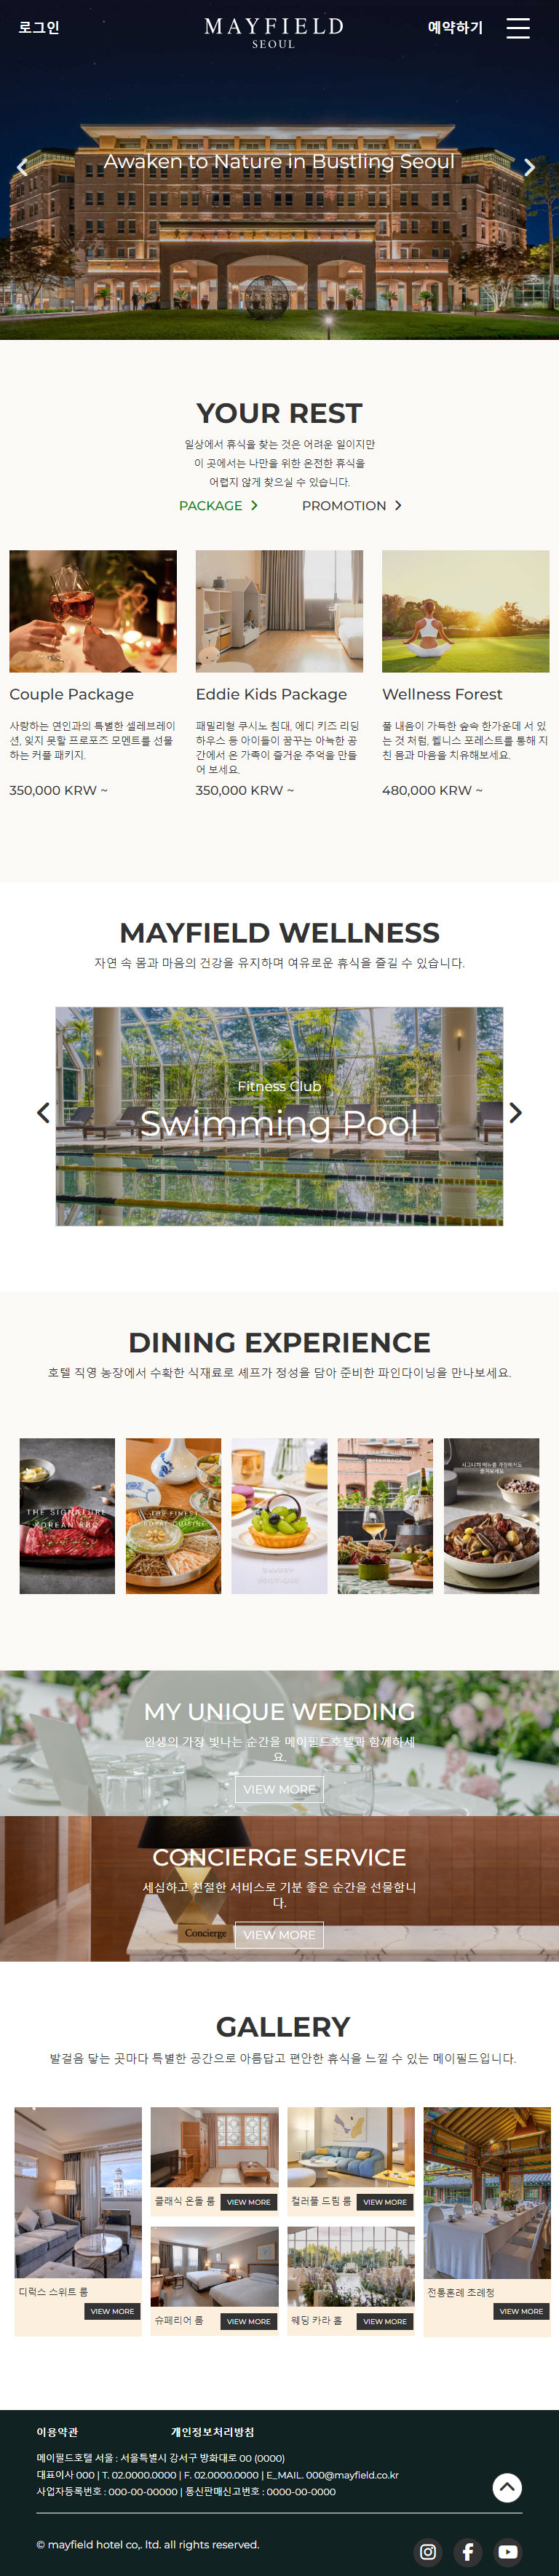 로그인
MAYFIELD
SEOUL
예약하기
Awaken to Nature in Bustling Seoul
YOUR REST
일상에서 휴식을 찾는 것은 어려운 일이지만
이 곳에서는 나만을 위한 온전한 휴식을
어렵지 않게 찾으실 수 있습니다.
PACKAGE
PROMOTION
Couple Package
사랑하는 연인과의 특별한 셀레브레이
션, 잊지 못할 프로포즈 모멘트를 선물
하는 커플 패키지.
350,000 KRW ~
Eddie Kids Package
패밀리형 쿠시노 침대, 에디 키즈 리딩
하우스 등 아이들이 꿈꾸는 아늑한 공
간에서 온 가족이 즐거운 추억을 만들
어 보세요.
350,000 KRW ~
Wellness Forest
풀 내음이 가득한 숲속 한가운데 서 있
는 것 처럼, 웰니스 포레스트를 통해 지
친 몸과 마음을 치유해보세요.
480,000 KRW ~
MAYFIELD WELLNESS
자연 속 몸과 마음의 건강을 유지하며 여유로운 휴식을 즐길 수 있습니다.
Fitness Club
Swimming Pool
DINING EXPERIENCE
호텔 직영 농장에서 수확한 식재료로 셰프가 정성을 담아 준비한 파인다이닝을 만나보세요.
THE SIGNATURE
KOREAN BBQ
THE FINEST
ROYAL CUISINE
BAKERY
BOUTIQUE
시그니처 메뉴를 가정에서도
즐겨보세요
MY UNIQUE WEDDING
인생의 가장 빛나는 순간을 메이필드호텔과 함께하세
요.
VIEW MORE
CONCIERGE SERVICE
세심하고 친절한 서비스로 기분 좋은 순간을 선물합니
다.
Concierge
VIEW MORE
GALLERY
발걸음 닿는 곳마다 특별한 공간으로 아름답고 편안한 휴식을 느낄 수 있는 메이필드입니다.
디럭스 스위트 룸
VIEW MORE
클래식 온돌 룸
VIEW MORE
컬러풀 드림 룸
VIEW MORE
슈페리어 룸
VIEW MORE
웨딩 카라 홀
VIEW MORE
전통혼례 초례청
VIEW MORE
이용약관
개인정보처리방침
메이필드호텔 서울 : 서울특별시 강서구 방화대로 00 (0000)
대표이사 000 | T. 02.0000.0000 | F. 02.0000.0000 | E_MAIL. 000@mayfield.co.kr
사업자등록번호 : 000-00-00000 | 통신판매신고번호 : 0000-00-0000
© mayfield hotel co,. ltd. all rights reserved.